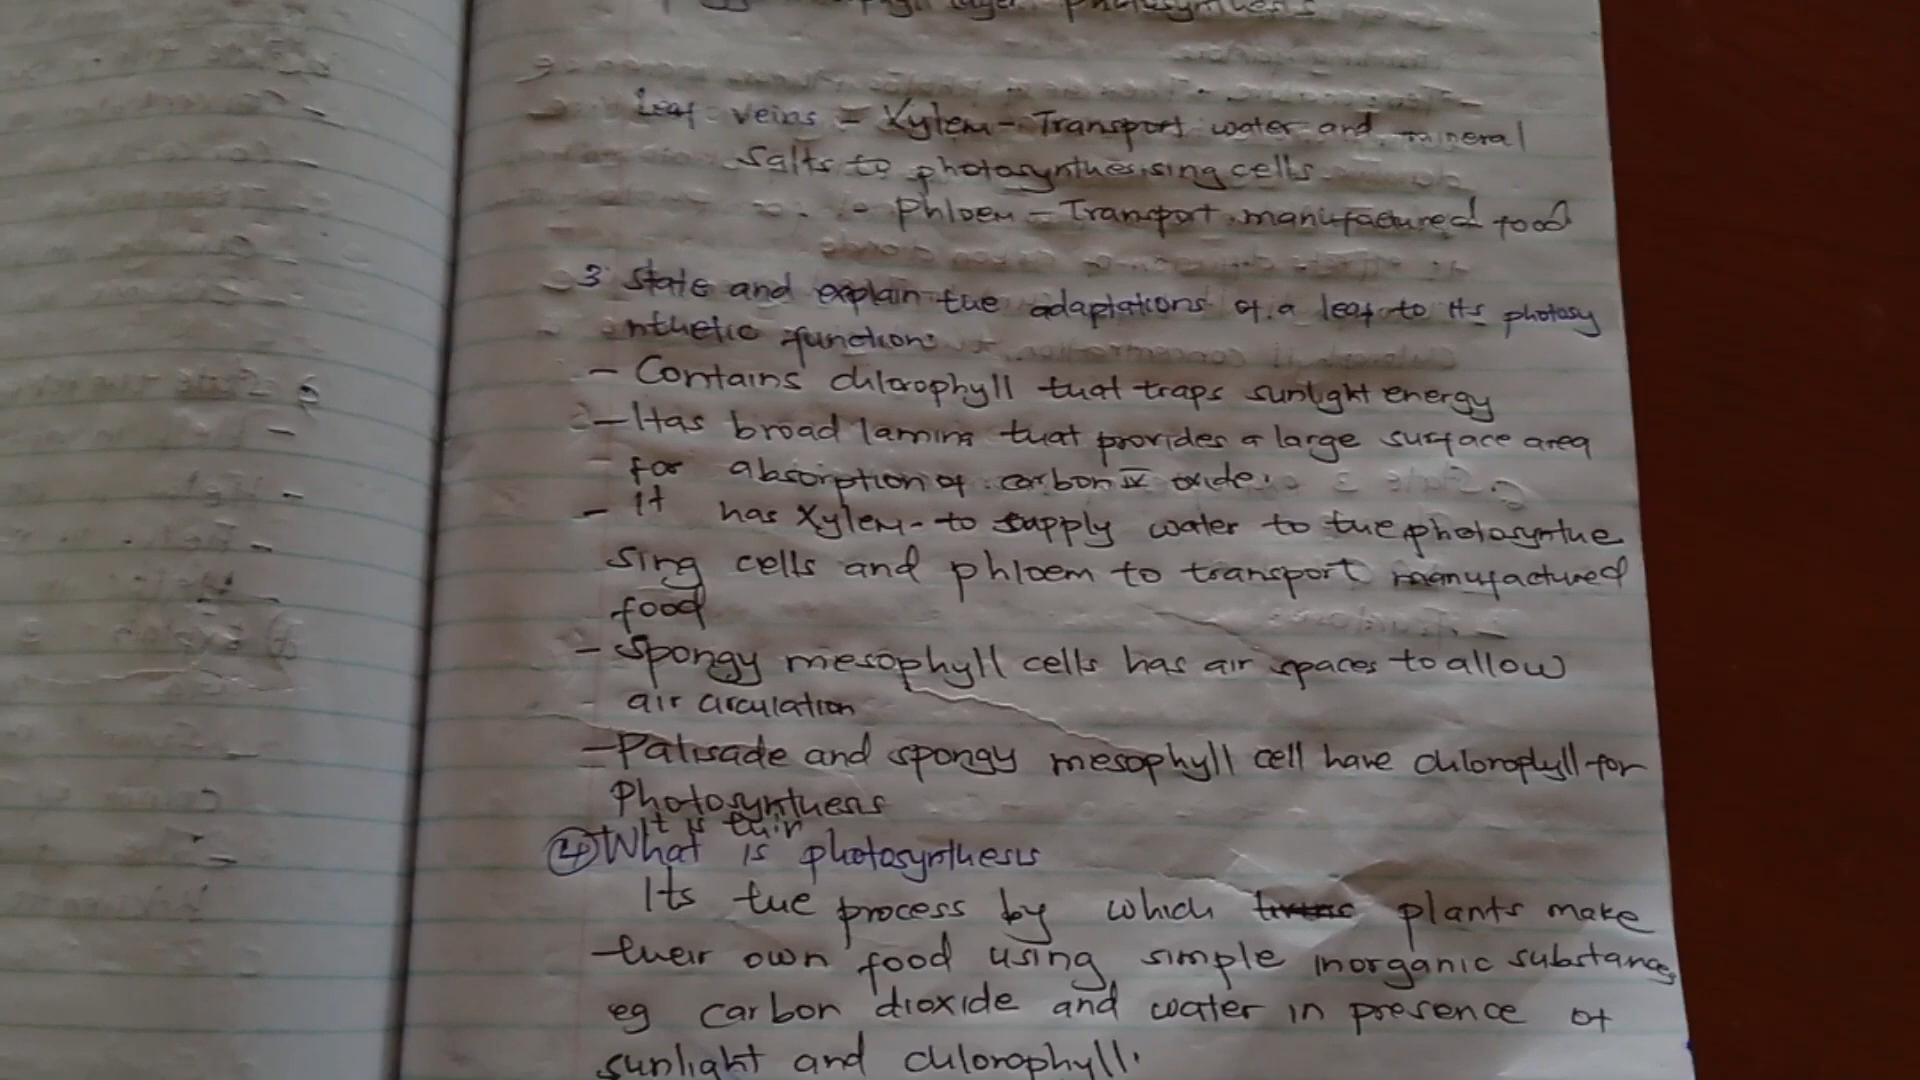 layer photosynthesis
Leaf veins - Xylem - Transport water and mineral
Salts to photosynthesising cells
- Phloem - Transport manufactured food
3 State and explain the adaptations of a leaf to its photosy
nthetic function:
- Contains chlorophyll that traps sunlight energy
- Has broad lamina that provides a large surface area
for absorption of carbon IV oxide.
- It has Xylem - to supply water to the photosynthe
sing cells and phloem to transport manufactured
food
- Spongy mesophyll cells has air spaces to allow
air circulation
- Palisade and spongy mesophyll cell have chlorophyll for
Photosynthesis
It is thin
4 What is photosynthesis
Its the process by which plants make
their own food using simple inorganic substances
eg carbon dioxide and water in presence of
sunlight and chlorophyll.